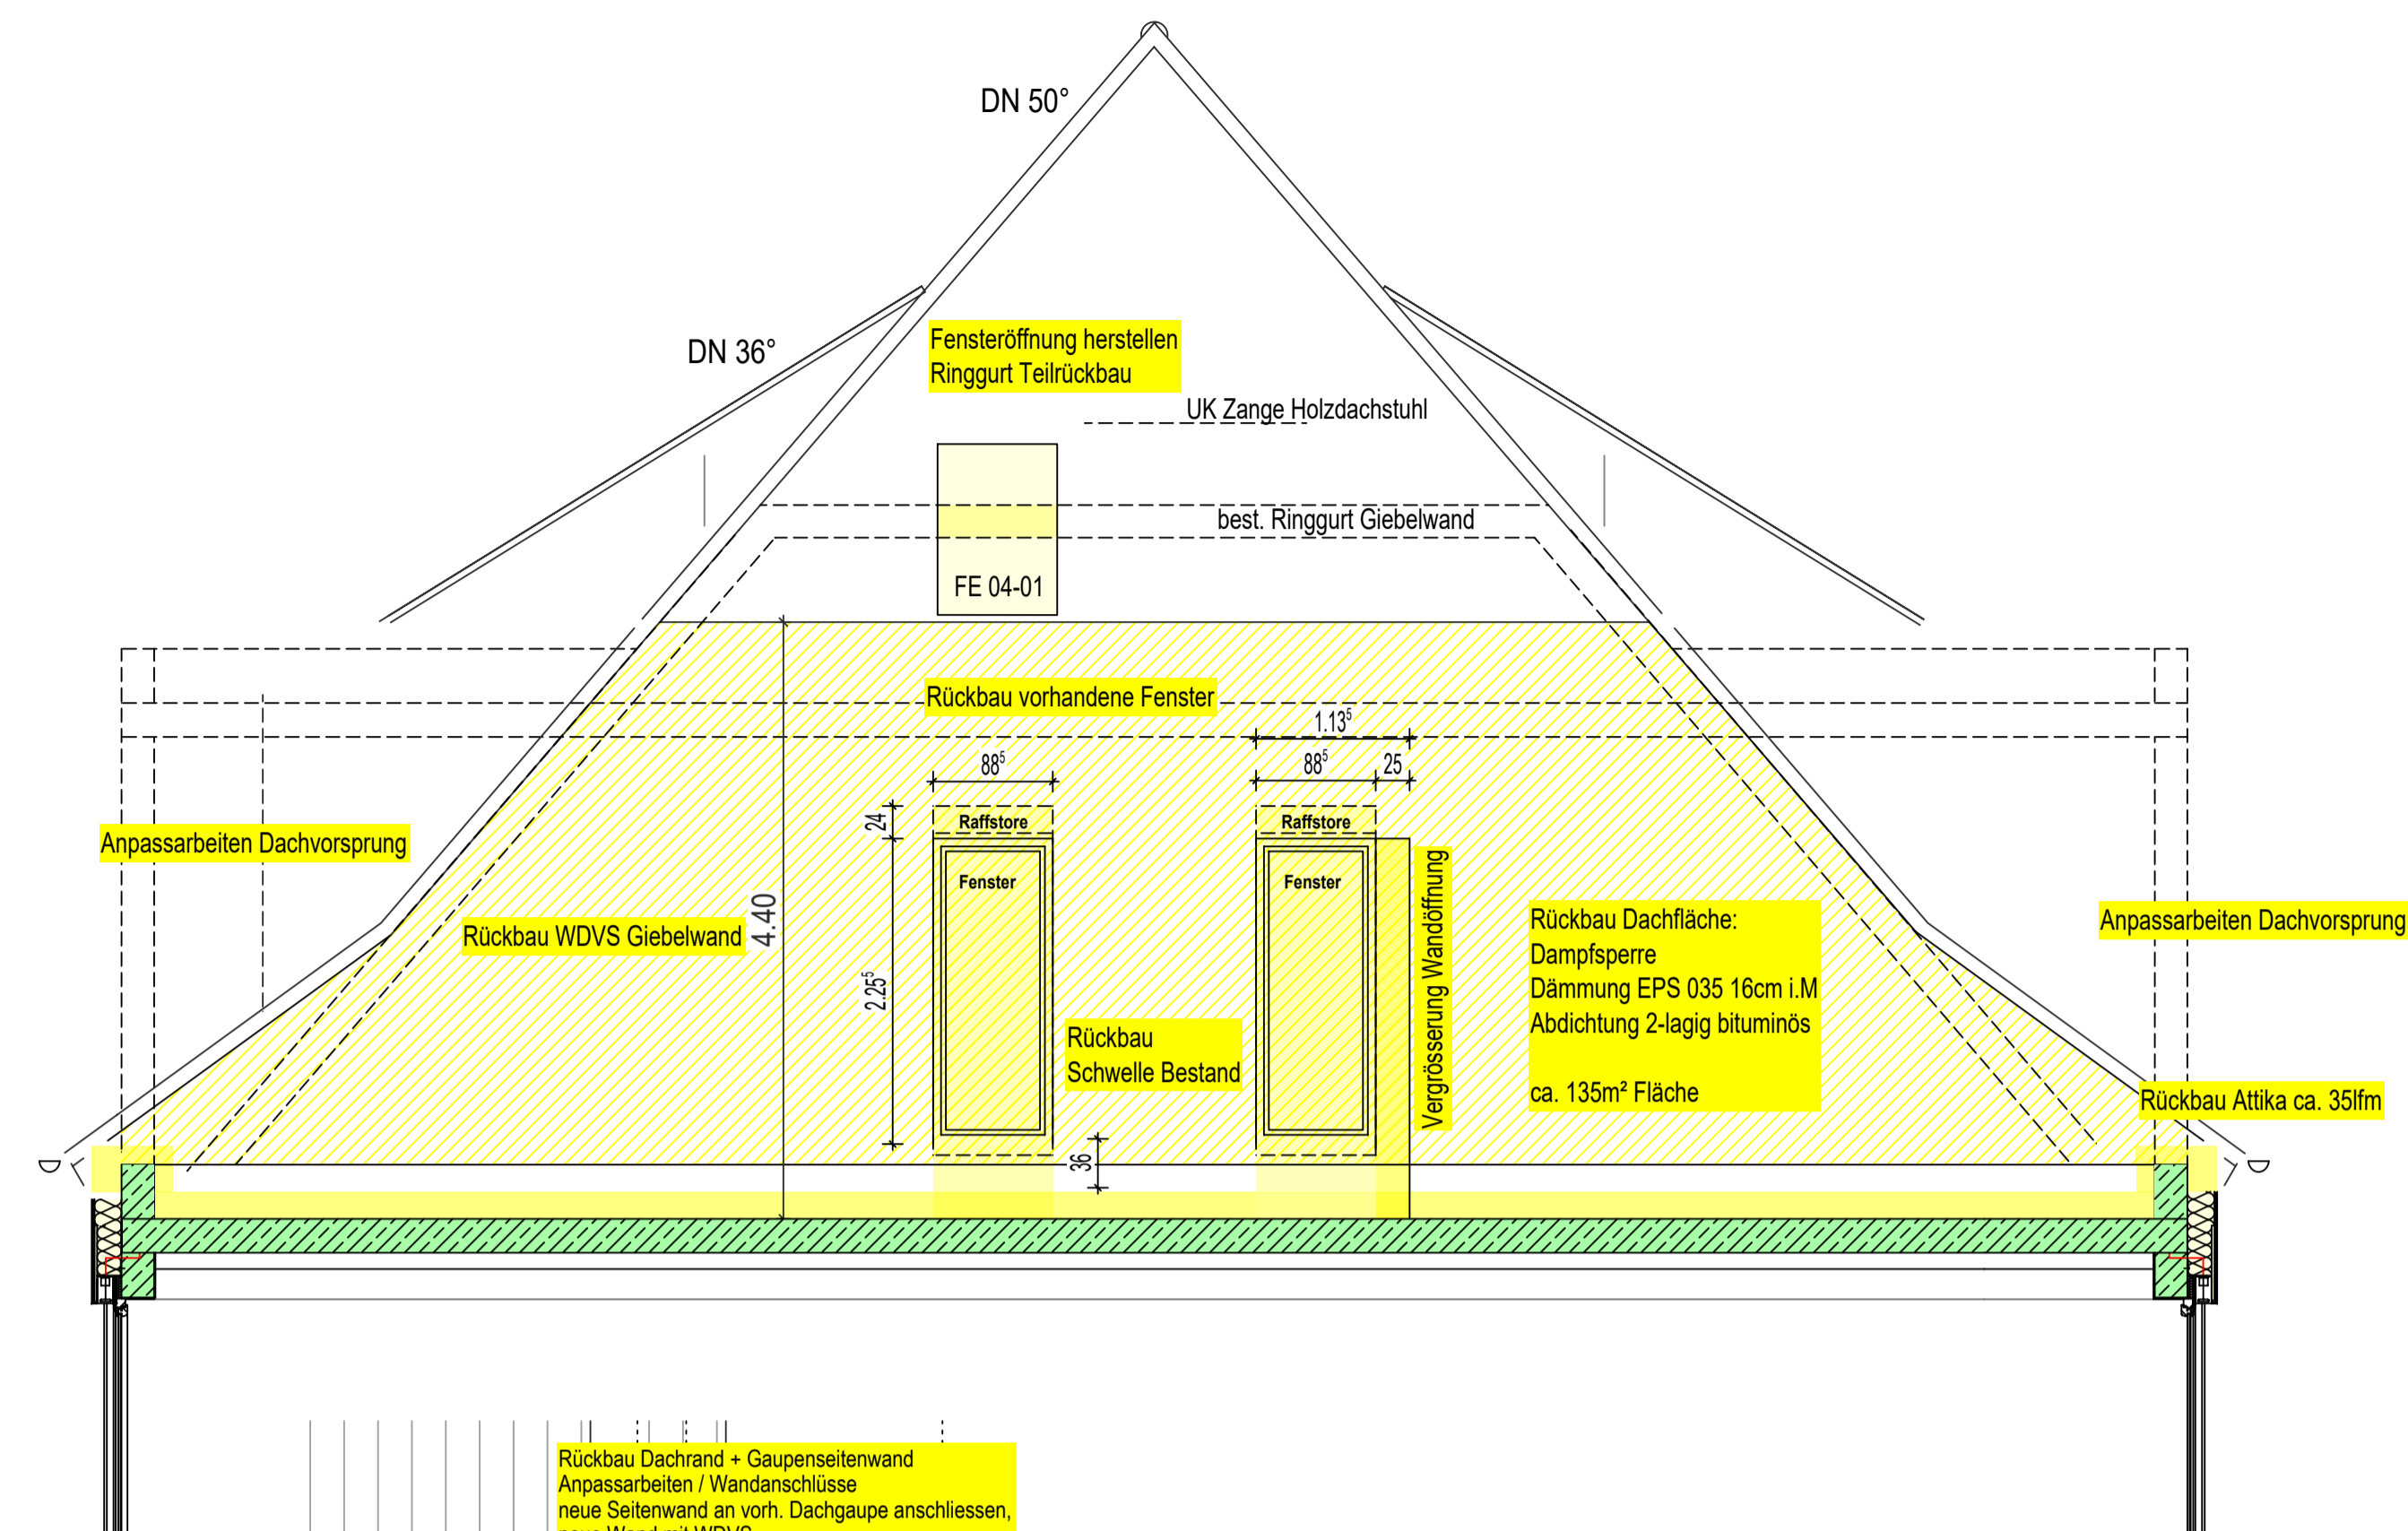 DN 50°
Fensteröffnung herstellen
Ringgurt Teilrückbau
DN 36°
UK Zange Holzdachstuhl
best. Ringgurt Giebelwand
FE 04-01
Rückbau vorhandene Fenster
1.13⁵
88⁵
88⁵
25
24
Raffstore
Raffstore
Anpassarbeiten Dachvorsprung
Fenster
Fenster
Vergrösserung Wandöffnung
Rückbau WDVS Giebelwand
4.40
2.25⁵
Rückbau Dachfläche:
Dampfsperre
Dämmung EPS 035 16cm i.M
Abdichtung 2-lagig bituminös
ca. 135m² Fläche
Anpassarbeiten Dachvorsprung
Rückbau
Schwelle Bestand
Rückbau Attika ca. 35lfm
36
Rückbau Dachrand + Gaupenseitenwand
Anpassarbeiten / Wandanschlüsse
neue Seitenwand an vorh. Dachgaupe anschliessen,
neue Wand mit WDVS